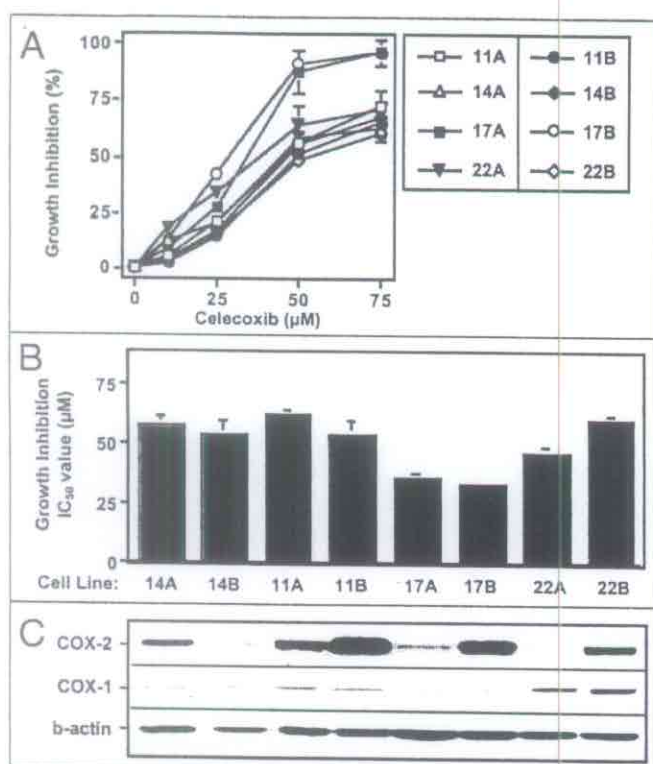 A
Growth Inhibition (%)
100
75
50
25
0
0 25 50 75
Celecoxib (µM)
11A 11B
14A 14B
17A 17B
22A 22B
B
Growth Inhibition
IC50 value (µM)
75
50
25
0
Cell Line: 14A 14B 11A 11B 17A 17B 22A 22B
C
COX-2
COX-1
b-actin